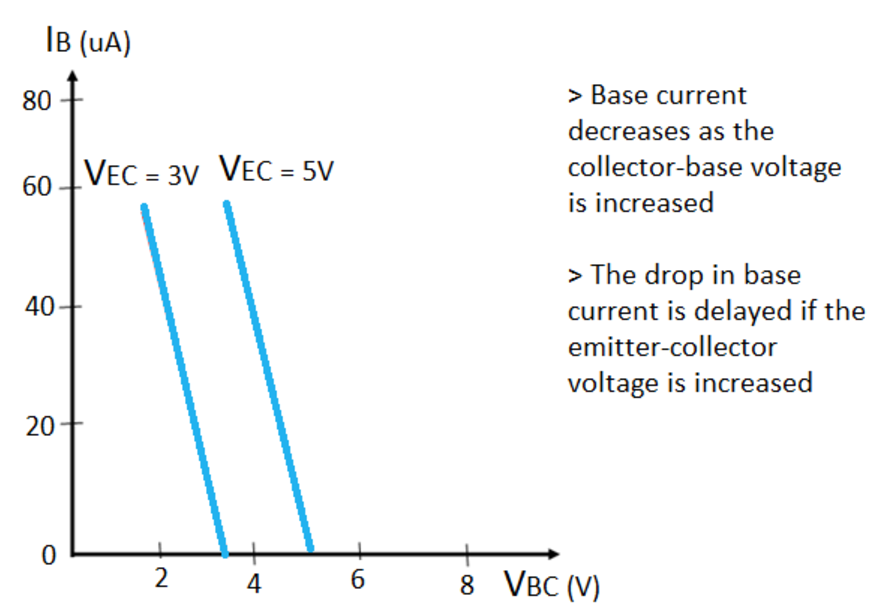 IB (uA)
80
60
40
20
0
VEC = 3V
VEC = 5V
2
4
6
8
VBC (V)
> Base current
decreases as the
collector-base voltage
is increased
> The drop in base
current is delayed if the
emitter-collector
voltage is increased